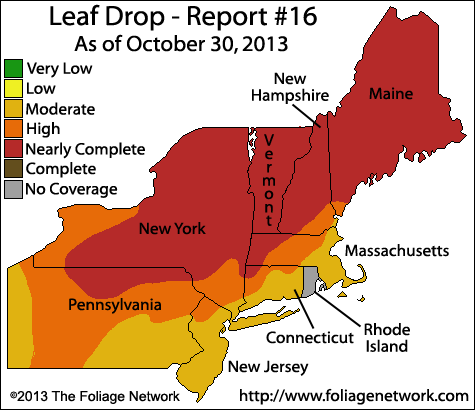 Leaf Drop - Report #16
As of October 30, 2013
Very Low
Low
Moderate
High
Nearly Complete
Complete
No Coverage
New
Hampshire
Maine
Vermont
New York
Massachusetts
Pennsylvania
Connecticut
Rhode
Island
New Jersey
©2013 The Foliage Network
http://www.foliagenetwork.com